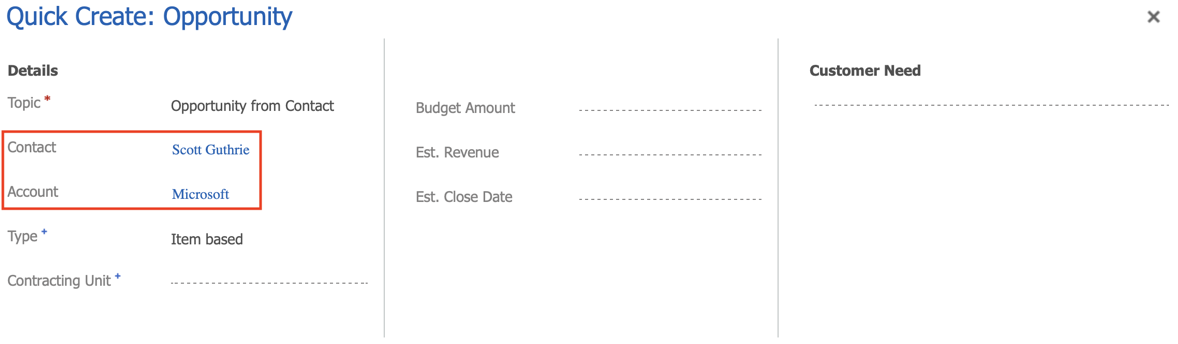 Quick Create: Opportunity
Details
Topic * Opportunity from Contact
Contact Scott Guthrie
Account Microsoft
Type + Item based
Contracting Unit +
Budget Amount
Est. Revenue
Est. Close Date
Customer Need